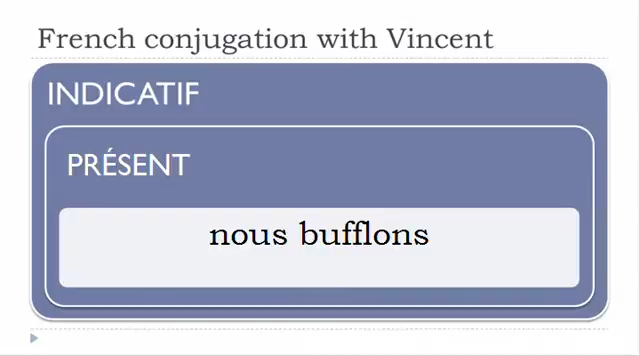 French conjugation with Vincent
INDICATIF
PRÉSENT
nous bufflons